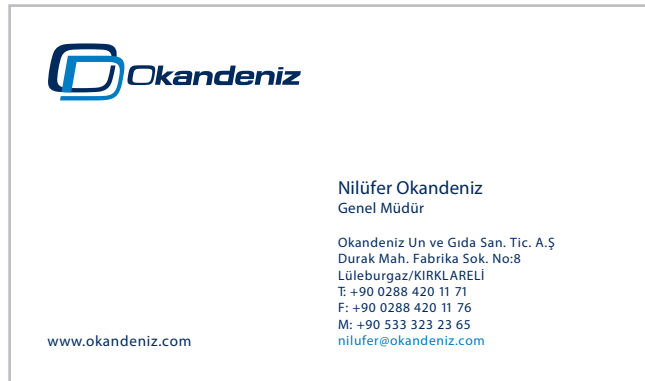 Okandeniz
Nilüfer Okandeniz
Genel Müdür
Okandeniz Un ve Gıda San. Tic. A.Ş
Durak Mah. Fabrika Sok. No:8
Lüleburgaz/KIRKLARELİ
T: +90 0288 420 11 71
F: +90 0288 420 11 76
M: +90 533 323 23 65
nilufer@okandeniz.com
www.okandeniz.com